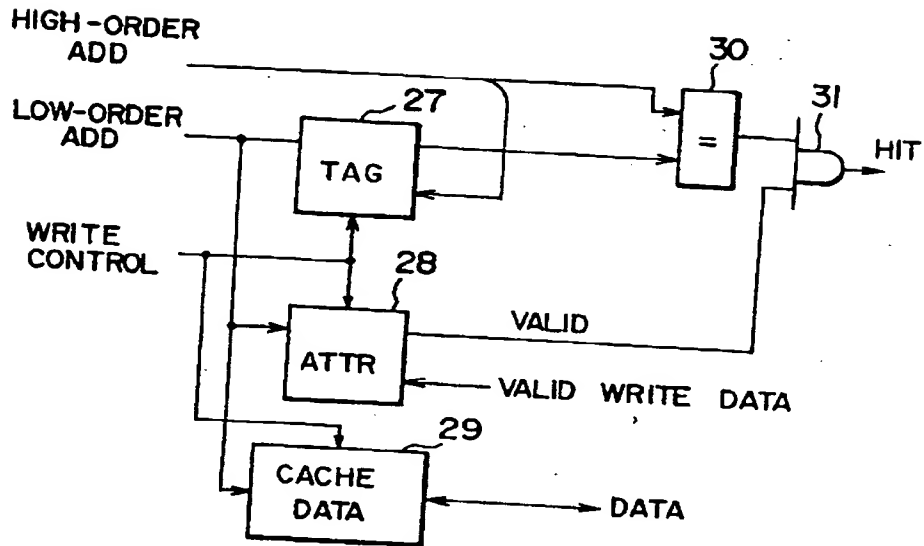 HIGH-ORDER
ADD
30
31
LOW-ORDER
ADD
27
TAG
=
HIT
WRITE
CONTROL
28
VALID
ATTR
VALID WRITE DATA
29
CACHE
DATA
DATA